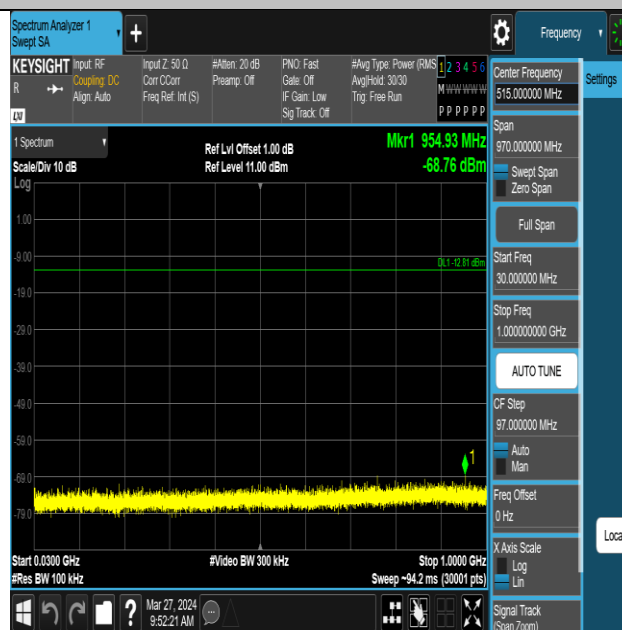 Spectrum Analyzer 1
Swept SA
+
Frequency
KEYSIGHT
R
LXI
Input: RF
Coupling: DC
Align: Auto
Input Z: 50 Ω
Corr CCorr
Freq Ref: Int (S)
#Atten: 20 dB
Preamp: Off
PNO: Fast
Gate: Off
IF Gain: Low
Sig Track: Off
#Avg Type: Power (RMS
Avg|Hold: 30/30
Trig: Free Run
1 2 3 4 5 6
M W W W W W
P P P P P P
1 Spectrum
Scale/Div 10 dB
Log
Ref Lvl Offset 1.00 dB
Ref Level 11.00 dBm
Mkr1 954.93 MHz
-68.76 dBm
1.00
-9.00
DL1 -12.81 dBm
-19.0
-29.0
-39.0
-49.0
-59.0
1
-69.0
-79.0
Start 0.0300 GHz
#Res BW 100 kHz
#Video BW 300 kHz
Stop 1.0000 GHz
Sweep ~94.2 ms (30001 pts)
?
Mar 27, 2024
9:52:21 AM
Center Frequency
515.000000 MHz
Settings
Span
970.000000 MHz
Swept Span
Zero Span
Full Span
Start Freq
30.000000 MHz
Stop Freq
1.000000000 GHz
AUTO TUNE
CF Step
97.000000 MHz
Auto
Man
Freq Offset
0 Hz
X Axis Scale
Log
Lin
Loca
Signal Track
(Span Zoom)